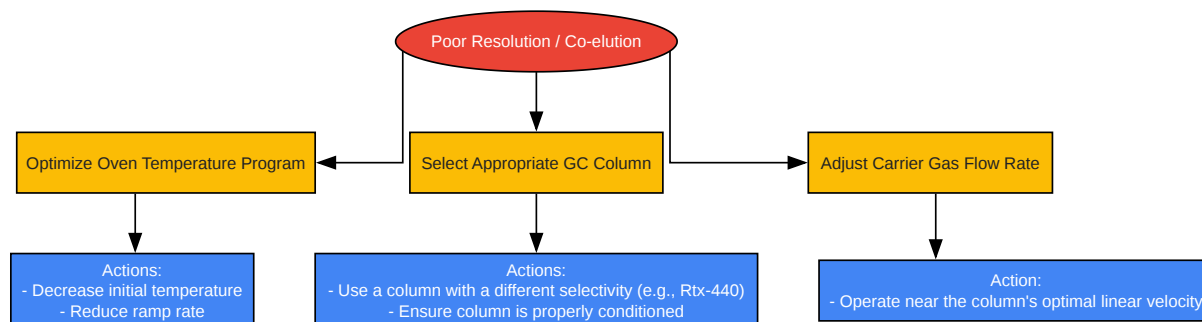 Poor Resolution / Co-elution
Optimize Oven Temperature Program
Select Appropriate GC Column
Adjust Carrier Gas Flow Rate
Actions:
- Decrease initial temperature
- Reduce ramp rate
Actions:
- Use a column with a different selectivity (e.g., Rtx-440)
- Ensure column is properly conditioned
Action:
- Operate near the column's optimal linear velocity